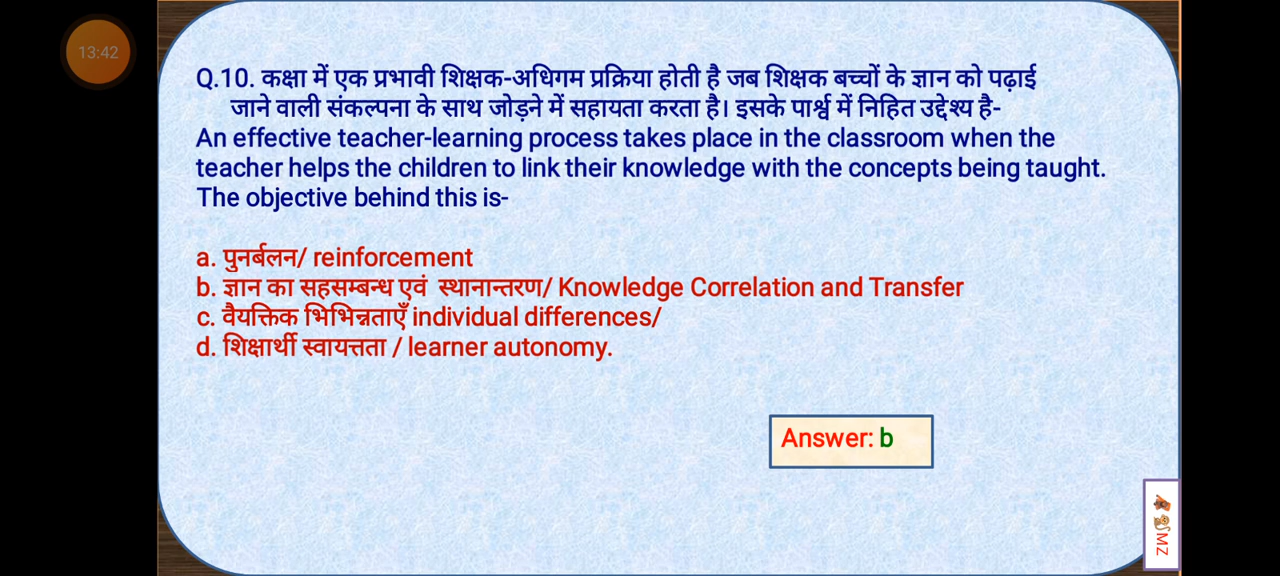 13:42
Q.10. कक्षा में एक प्रभावी शिक्षक-अधिगम प्रक्रिया होती है जब शिक्षक बच्चों के ज्ञान को पढ़ाई
जाने वाली संकल्पना के साथ जोड़ने में सहायता करता है। इसके पार्श्व में निहित उद्देश्य है-
An effective teacher-learning process takes place in the classroom when the
teacher helps the children to link their knowledge with the concepts being taught.
The objective behind this is-
a. पुनर्बलन/ reinforcement
b. ज्ञान का सहसम्बन्ध एवं स्थानान्तरण/ Knowledge Correlation and Transfer
c. वैयक्तिक भिभिन्नताएँ individual differences/
d. शिक्षार्थी स्वायत्तता / learner autonomy.
Answer: b
MZ